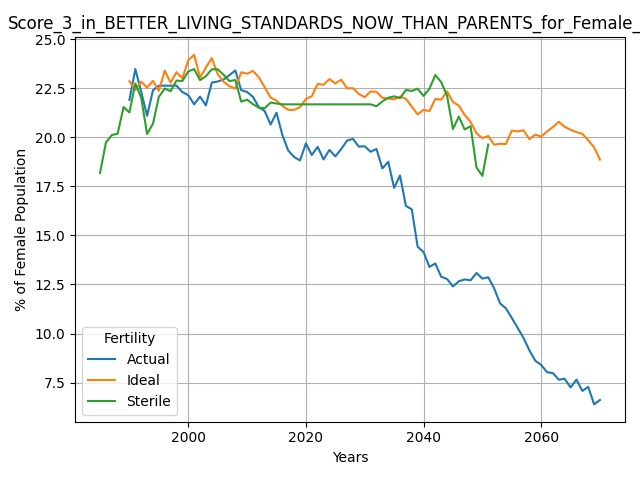 Score_3_in_BETTER_LIVING_STANDARDS_NOW_THAN_PARENTS_for_Female_
25.0
22.5
20.0
17.5
15.0
12.5
10.0
7.5
% of Female Population
Fertility
Actual
Ideal
Sterile
2000 2020 2040 2060
Years